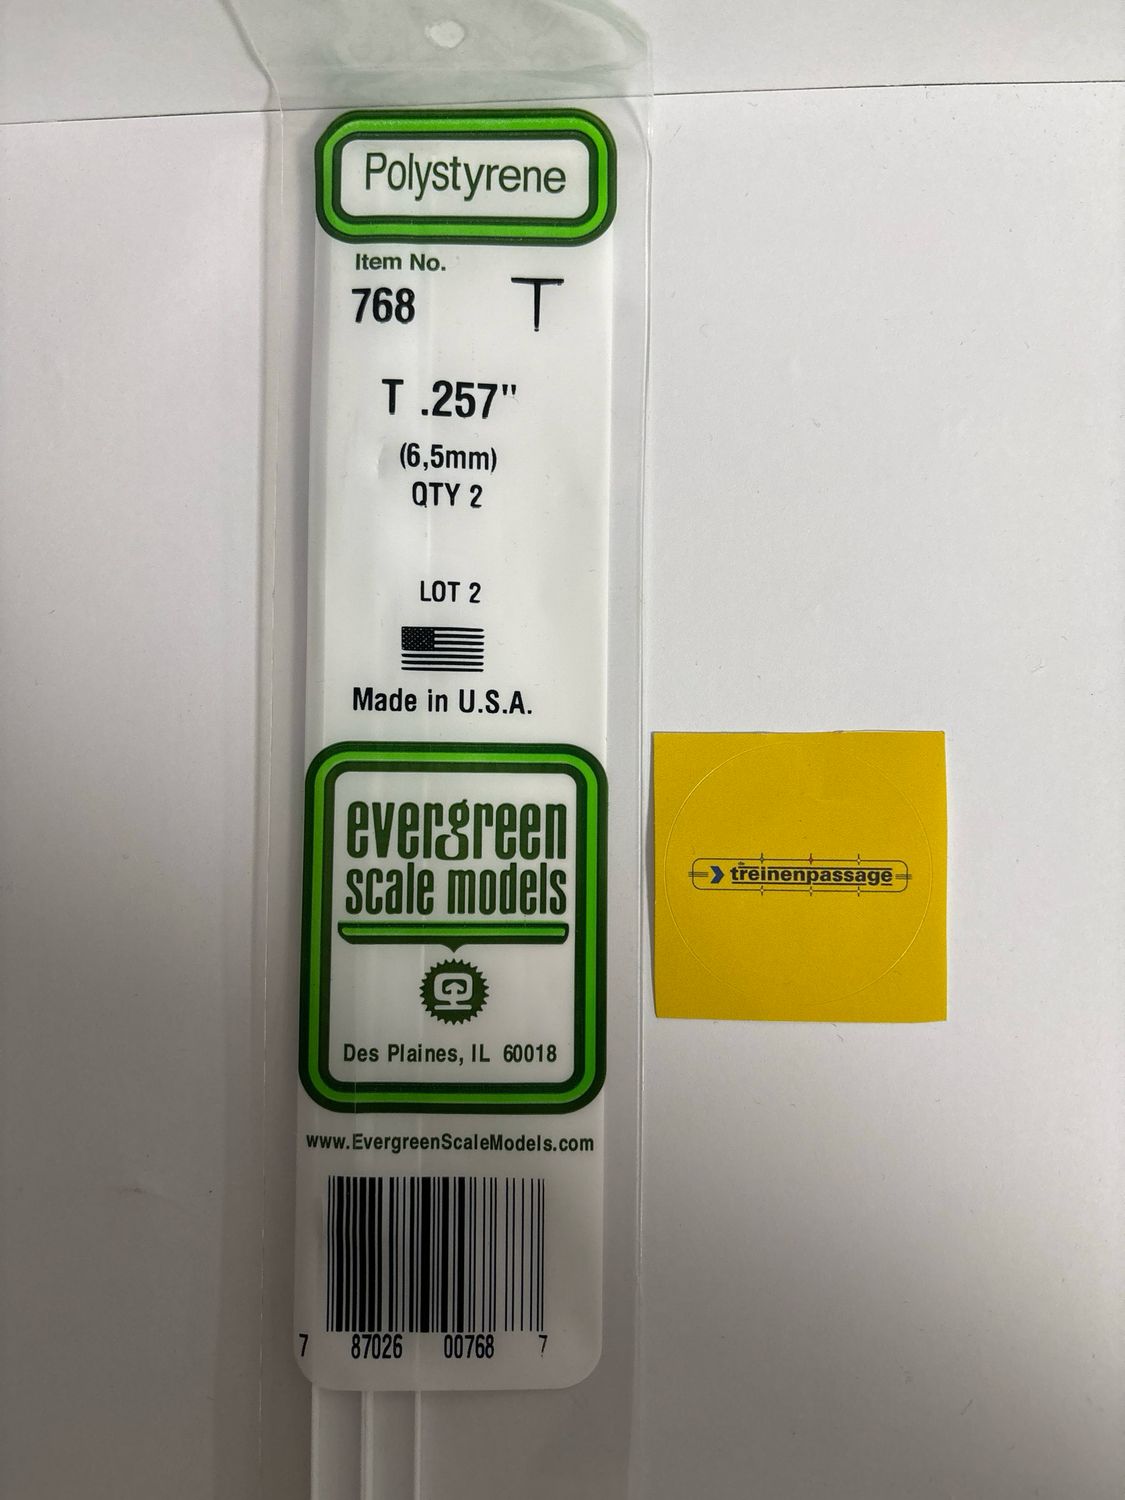 Polystyrene
Item No.
768
T .257"
(6,5mm)
QTY 2
LOT 2
Made in U.S.A.
evergreen
scale models
Des Plaines, IL 60018
www.EvergreenScaleModels.com
7 87026 00768 7
de
treinenpassage